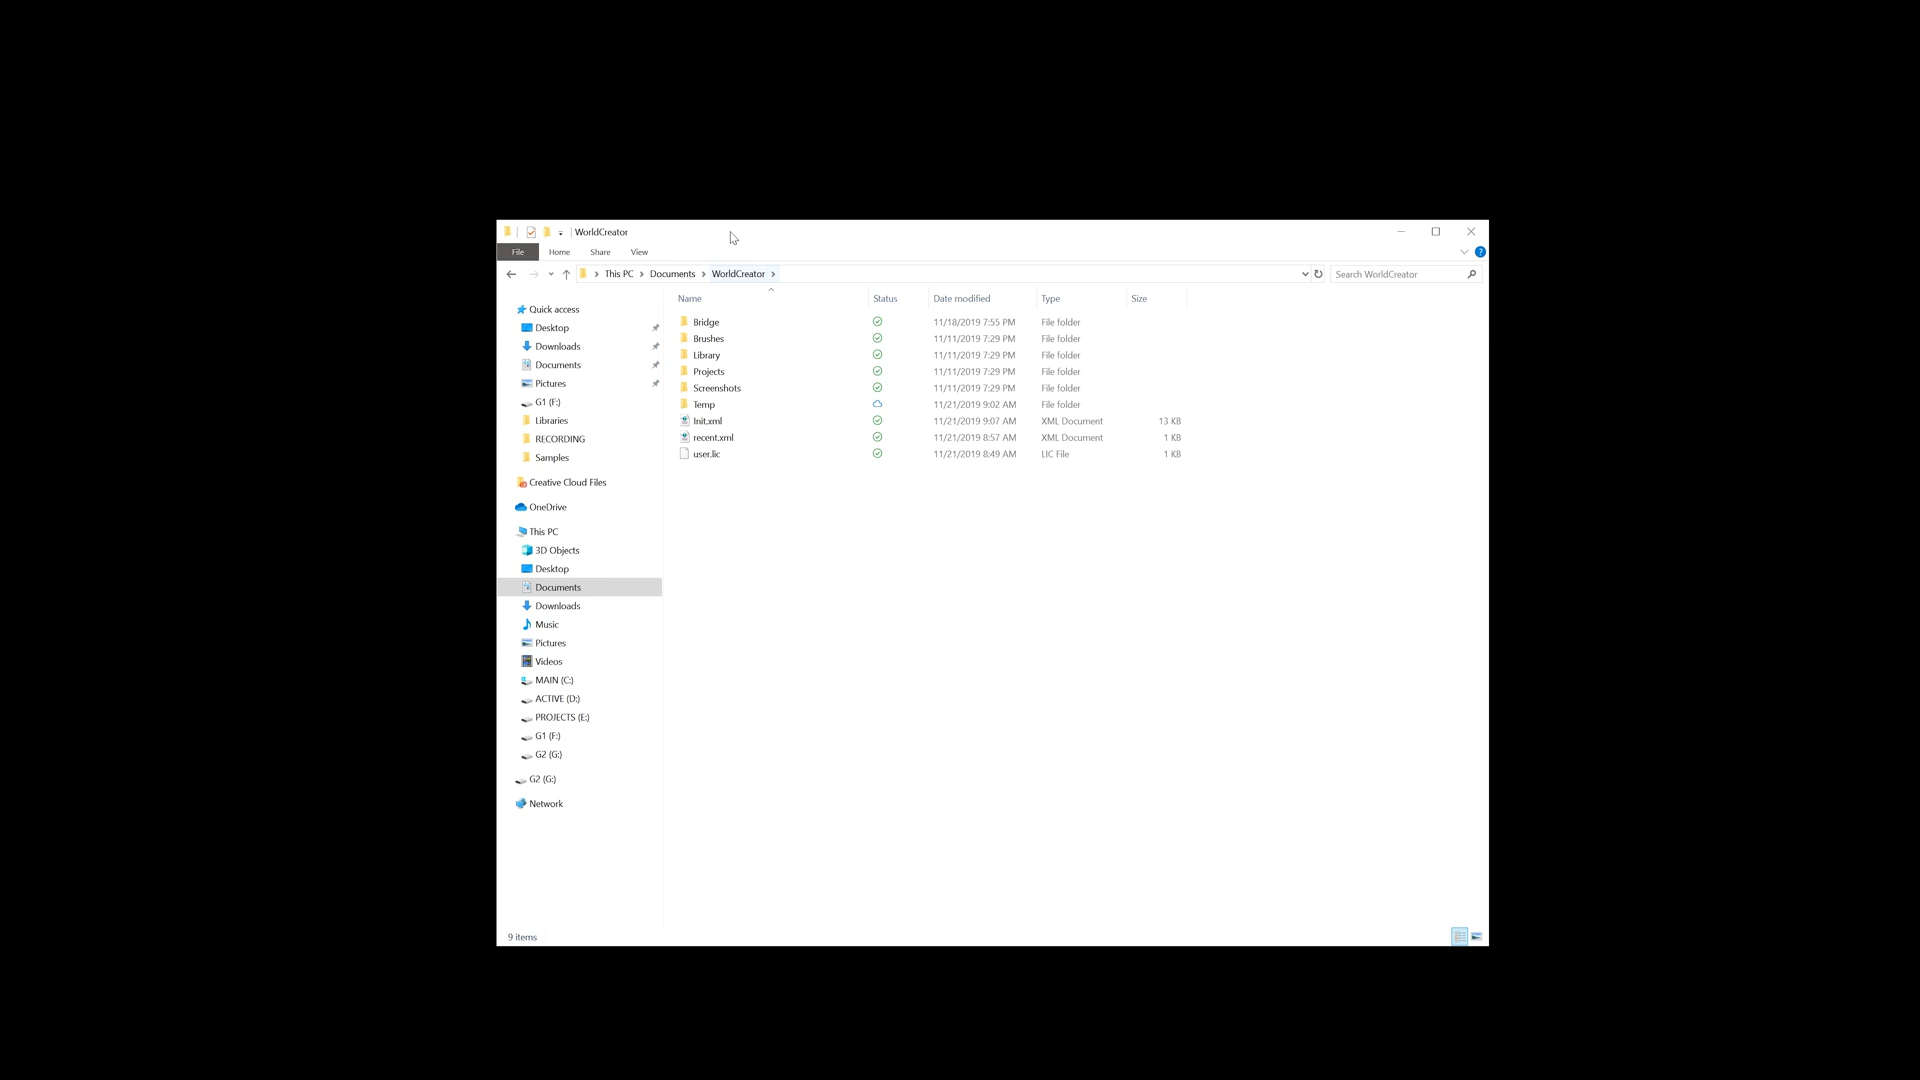 WorldCreator
File Home Share View
This PC Documents WorldCreator Search WorldCreator
Name Status Date modified Type Size
Quick access
Desktop
Downloads
Documents
Pictures
G1 (F:)
Libraries
RECORDING
Samples
Creative Cloud Files
OneDrive
This PC
3D Objects
Desktop
Documents
Downloads
Music
Pictures
Videos
MAIN (C:)
ACTIVE (D:)
PROJECTS (E:)
G1 (F:)
G2 (G:)
G2 (G:)
Network
Bridge 11/18/2019 7:55 PM File folder
Brushes 11/11/2019 7:29 PM File folder
Library 11/11/2019 7:29 PM File folder
Projects 11/11/2019 7:29 PM File folder
Screenshots 11/11/2019 7:29 PM File folder
Temp 11/21/2019 9:02 AM File folder
Init.xml 11/21/2019 9:07 AM XML Document 13 KB
recent.xml 11/21/2019 8:57 AM XML Document 1 KB
user.lic 11/21/2019 8:49 AM LIC File 1 KB
9 items